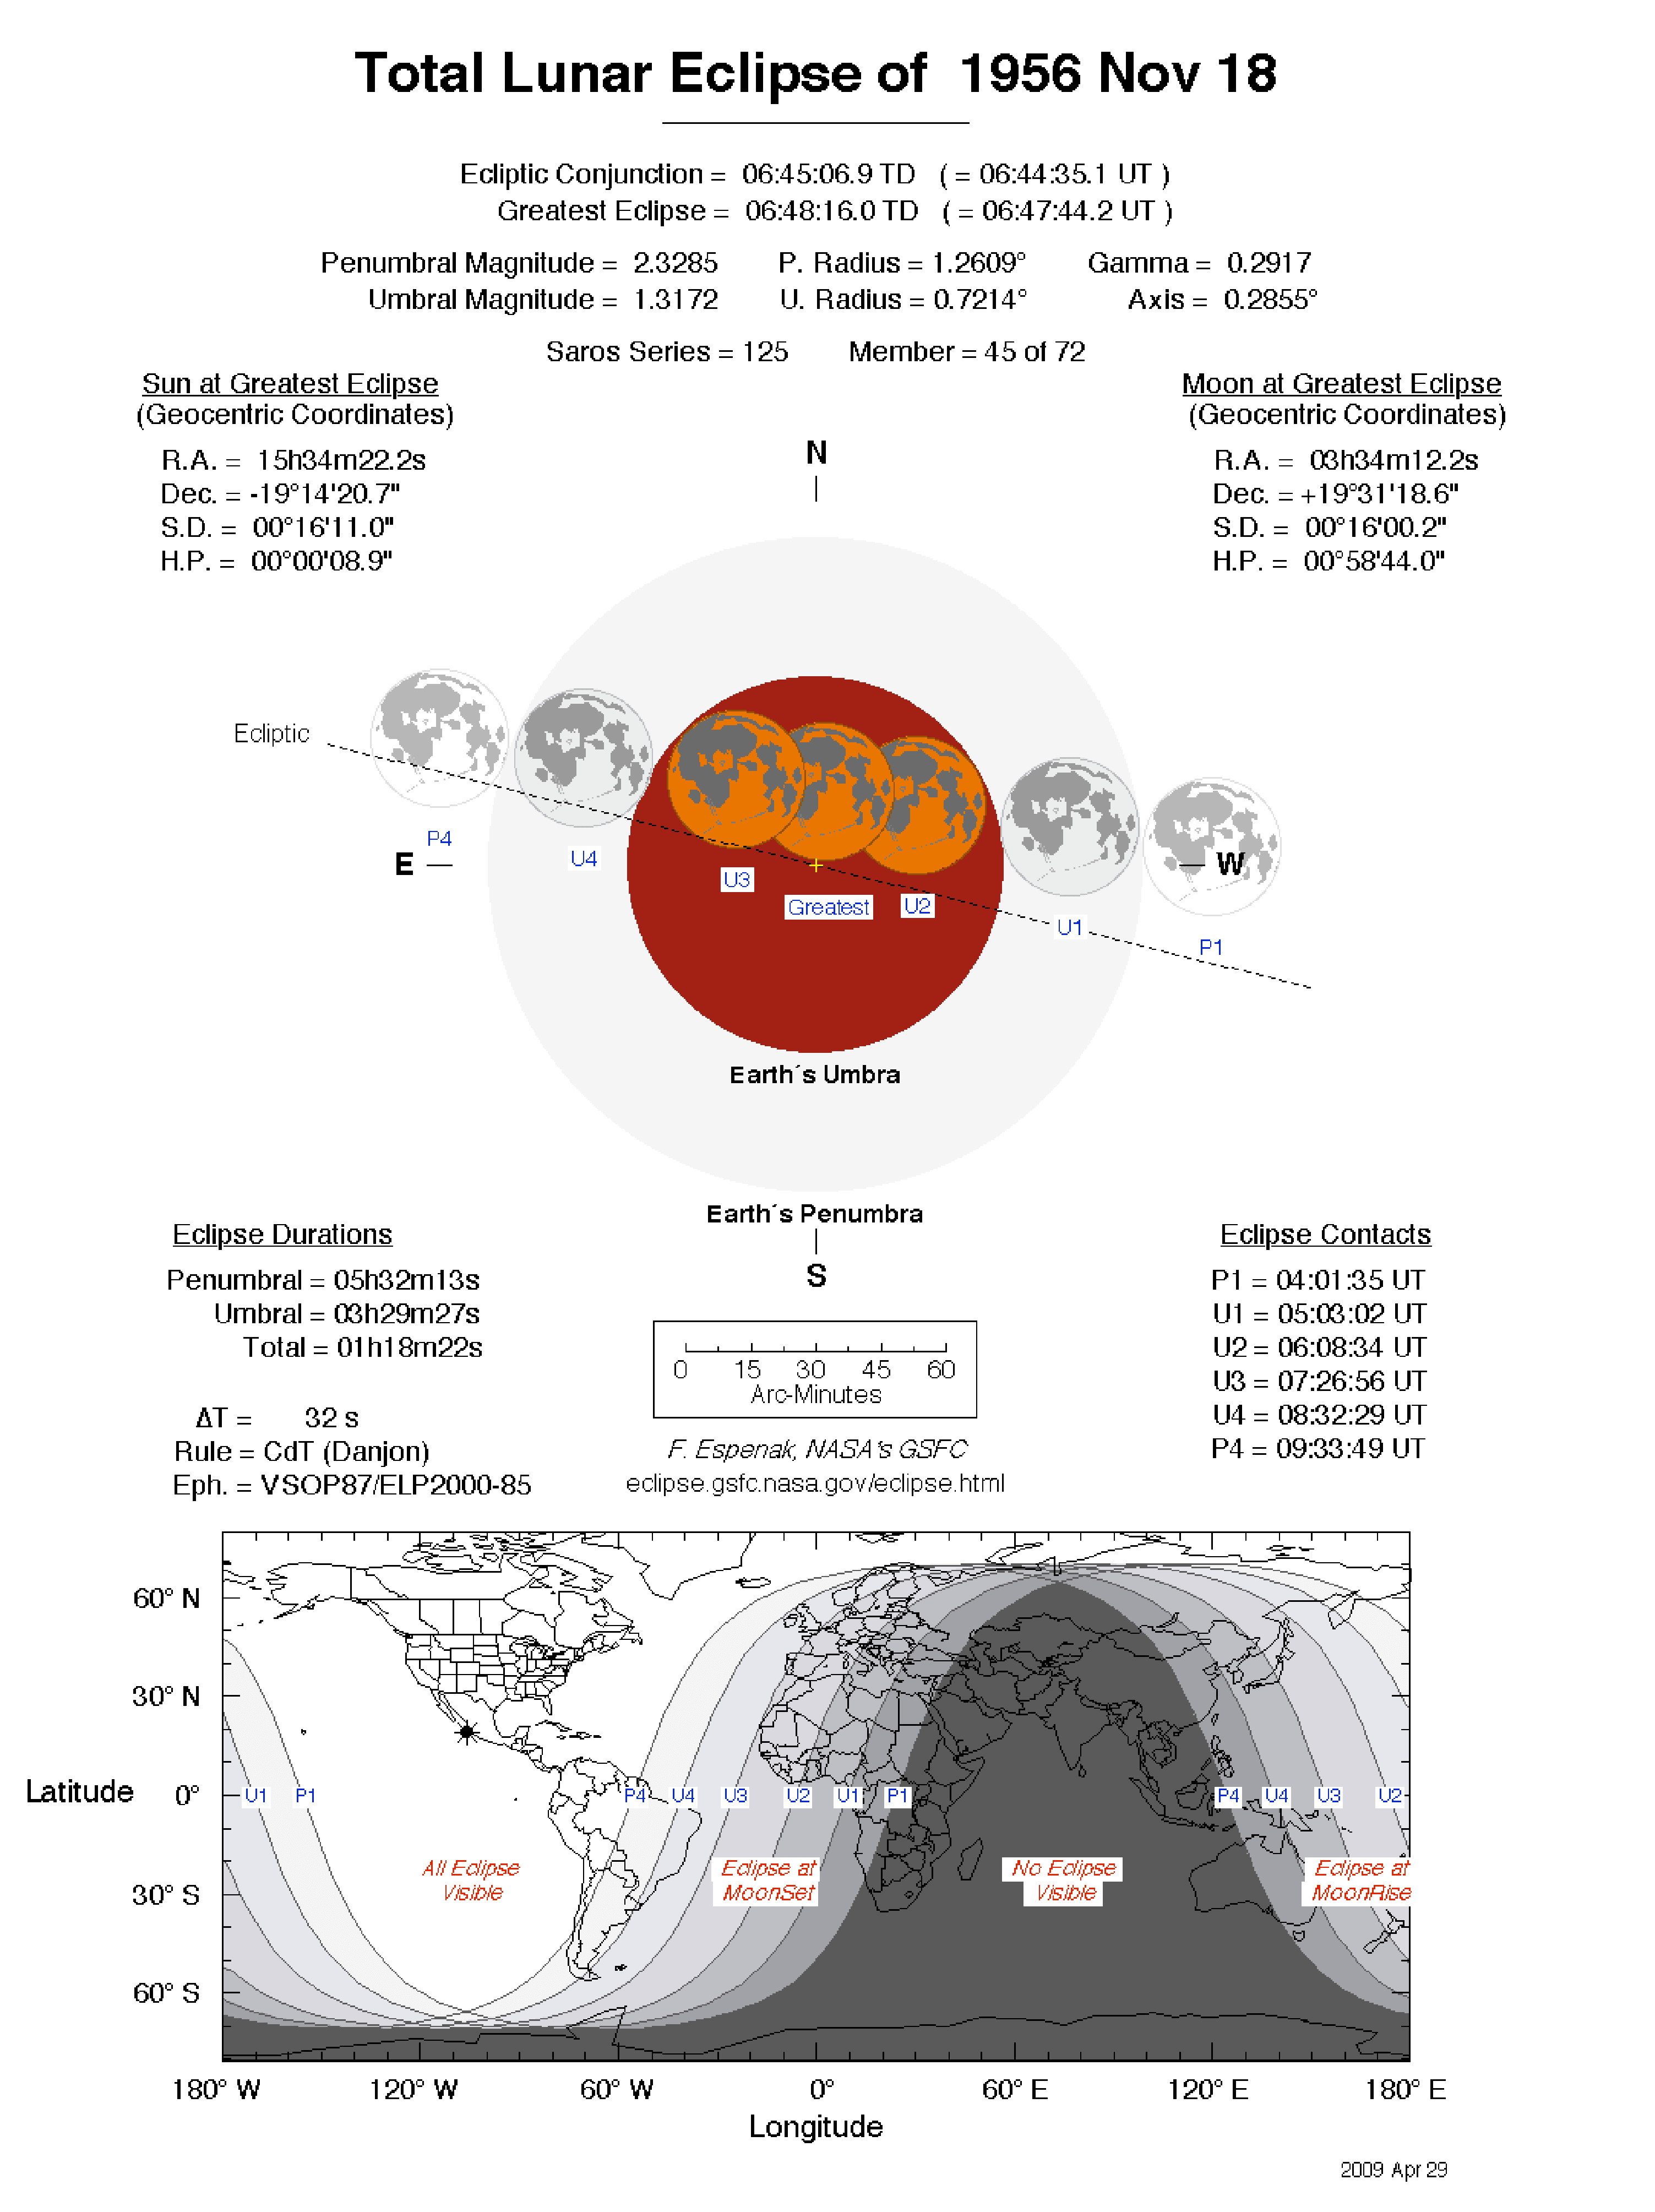 Total Lunar Eclipse of 1956 Nov 18
Ecliptic Conjunction = 06:45:06.9 TD ( = 06:44:35.1 UT )
Greatest Eclipse = 06:48:16.0 TD ( = 06:47:44.2 UT )
Penumbral Magnitude = 2.3285 P. Radius = 1.2609° Gamma = 0.2917
Umbral Magnitude = 1.3172 U. Radius = 0.7214° Axis = 0.2855°
Saros Series = 125 Member = 45 of 72
Sun at Greatest Eclipse
(Geocentric Coordinates)
R.A. = 15h34m22.2s
Dec. = -19°14'20.7"
S.D. = 00°16'11.0"
H.P. = 00°00'08.9"
Moon at Greatest Eclipse
(Geocentric Coordinates)
R.A. = 03h34m12.2s
Dec. = +19°31'18.6"
S.D. = 00°16'00.2"
H.P. = 00°58'44.0"
N
Ecliptic
P4
E
U4
U3
Greatest
U2
U1
W
P1
Earth´s Umbra
Earth´s Penumbra
S
Eclipse Durations
Penumbral = 05h32m13s
Umbral = 03h29m27s
Total = 01h18m22s
ΔT = 32 s
Rule = CdT (Danjon)
Eph. = VSOP87/ELP2000-85
0 15 30 45 60
Arc-Minutes
F. Espenak, NASA's GSFC
eclipse.gsfc.nasa.gov/eclipse.html
Eclipse Contacts
P1 = 04:01:35 UT
U1 = 05:03:02 UT
U2 = 06:08:34 UT
U3 = 07:26:56 UT
U4 = 08:32:29 UT
P4 = 09:33:49 UT
60° N
30° N
Latitude 0°
30° S
60° S
U1 P1 P4 U4 U3 U2 U1 P1 P4 U4 U3 U2
All Eclipse
Visible
Eclipse at
MoonSet
No Eclipse
Visible
Eclipse at
MoonRise
180° W 120° W 60° W 0° 60° E 120° E 180° E
Longitude
2009 Apr 29